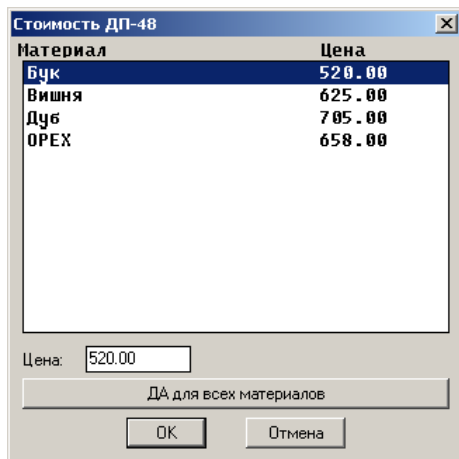 Стоимость ДП-48
Материал Цена
Бук 520.00
Вишня 625.00
Дуб 705.00
ОРЕХ 658.00
Цена: 520.00
ДА для всех материалов
OK Отмена